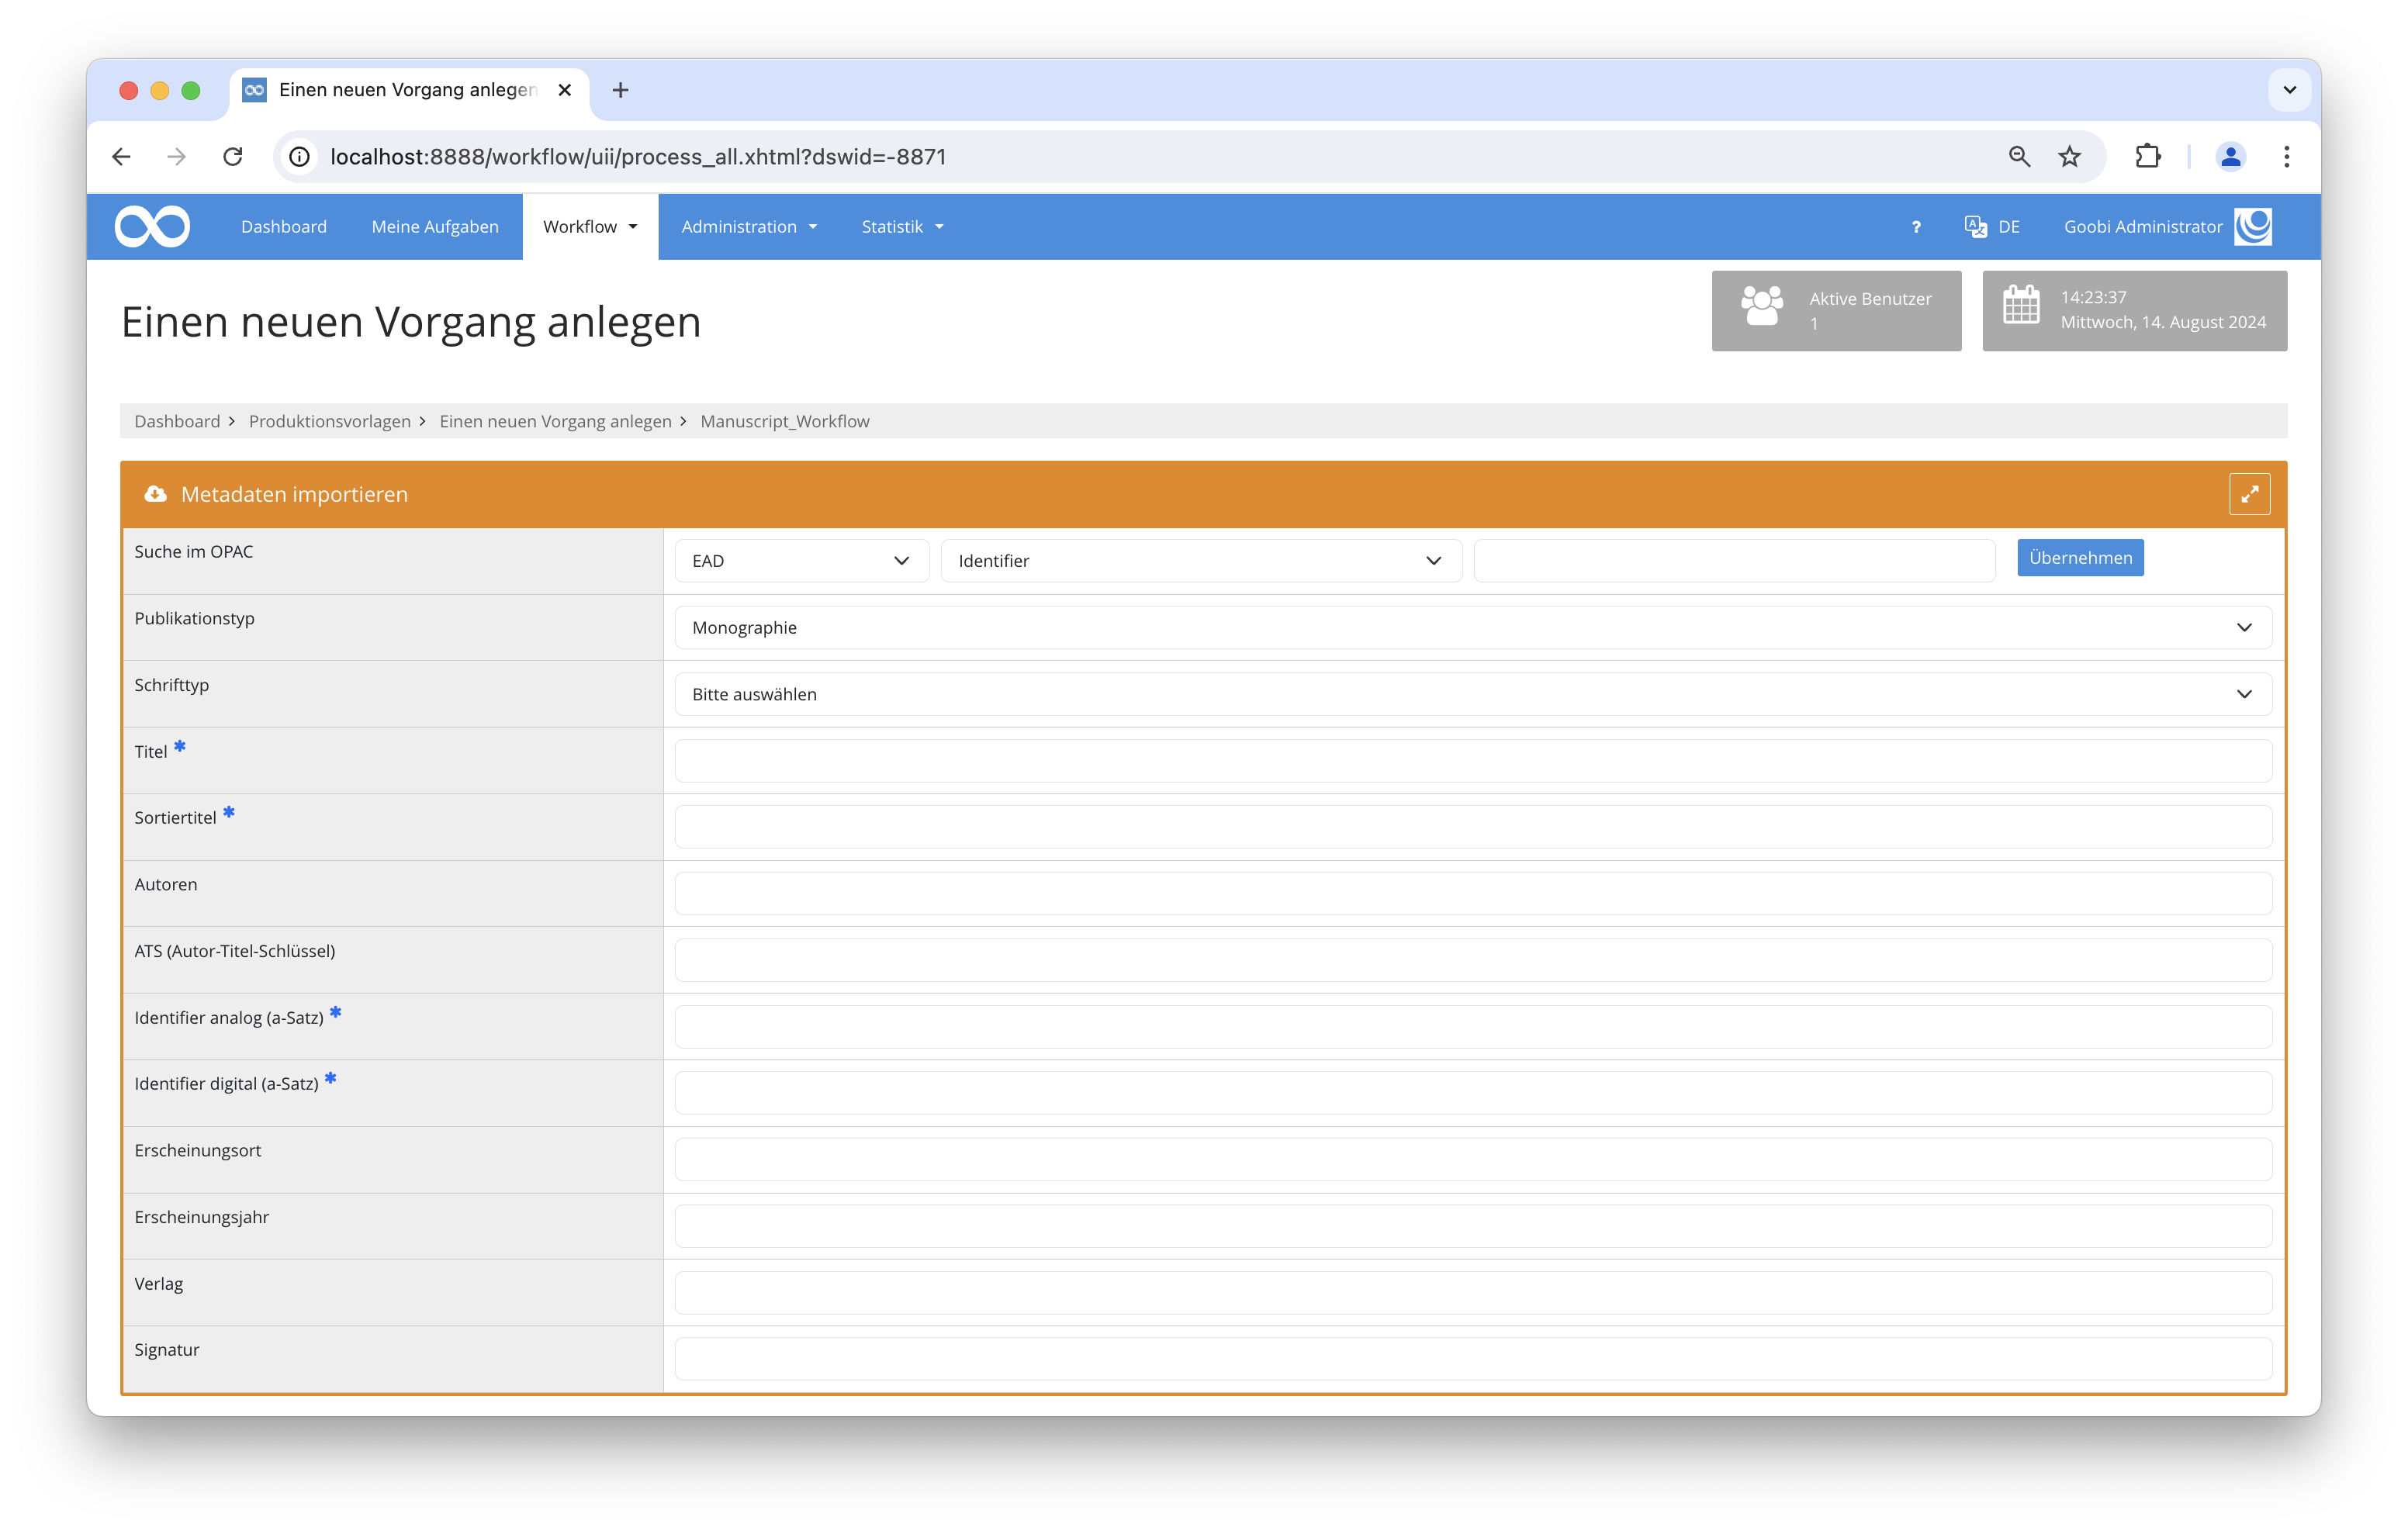 Einen neuen Vorgang anlegen
localhost:8888/workflow/uii/process_all.xhtml?dswid=-8871
Dashboard Meine Aufgaben Workflow Administration Statistik ? DE Goobi Administrator
Einen neuen Vorgang anlegen
Aktive Benutzer
1
14:23:37
Mittwoch, 14. August 2024
Dashboard > Produktionsvorlagen > Einen neuen Vorgang anlegen > Manuscript_Workflow
Metadaten importieren
Suche im OPAC EAD Identifier Übernehmen
Publikationstyp Monographie
Schrifttyp Bitte auswählen
Titel *
Sortiertitel *
Autoren
ATS (Autor-Titel-Schlüssel)
Identifier analog (a-Satz) *
Identifier digital (a-Satz) *
Erscheinungsort
Erscheinungsjahr
Verlag
Signatur